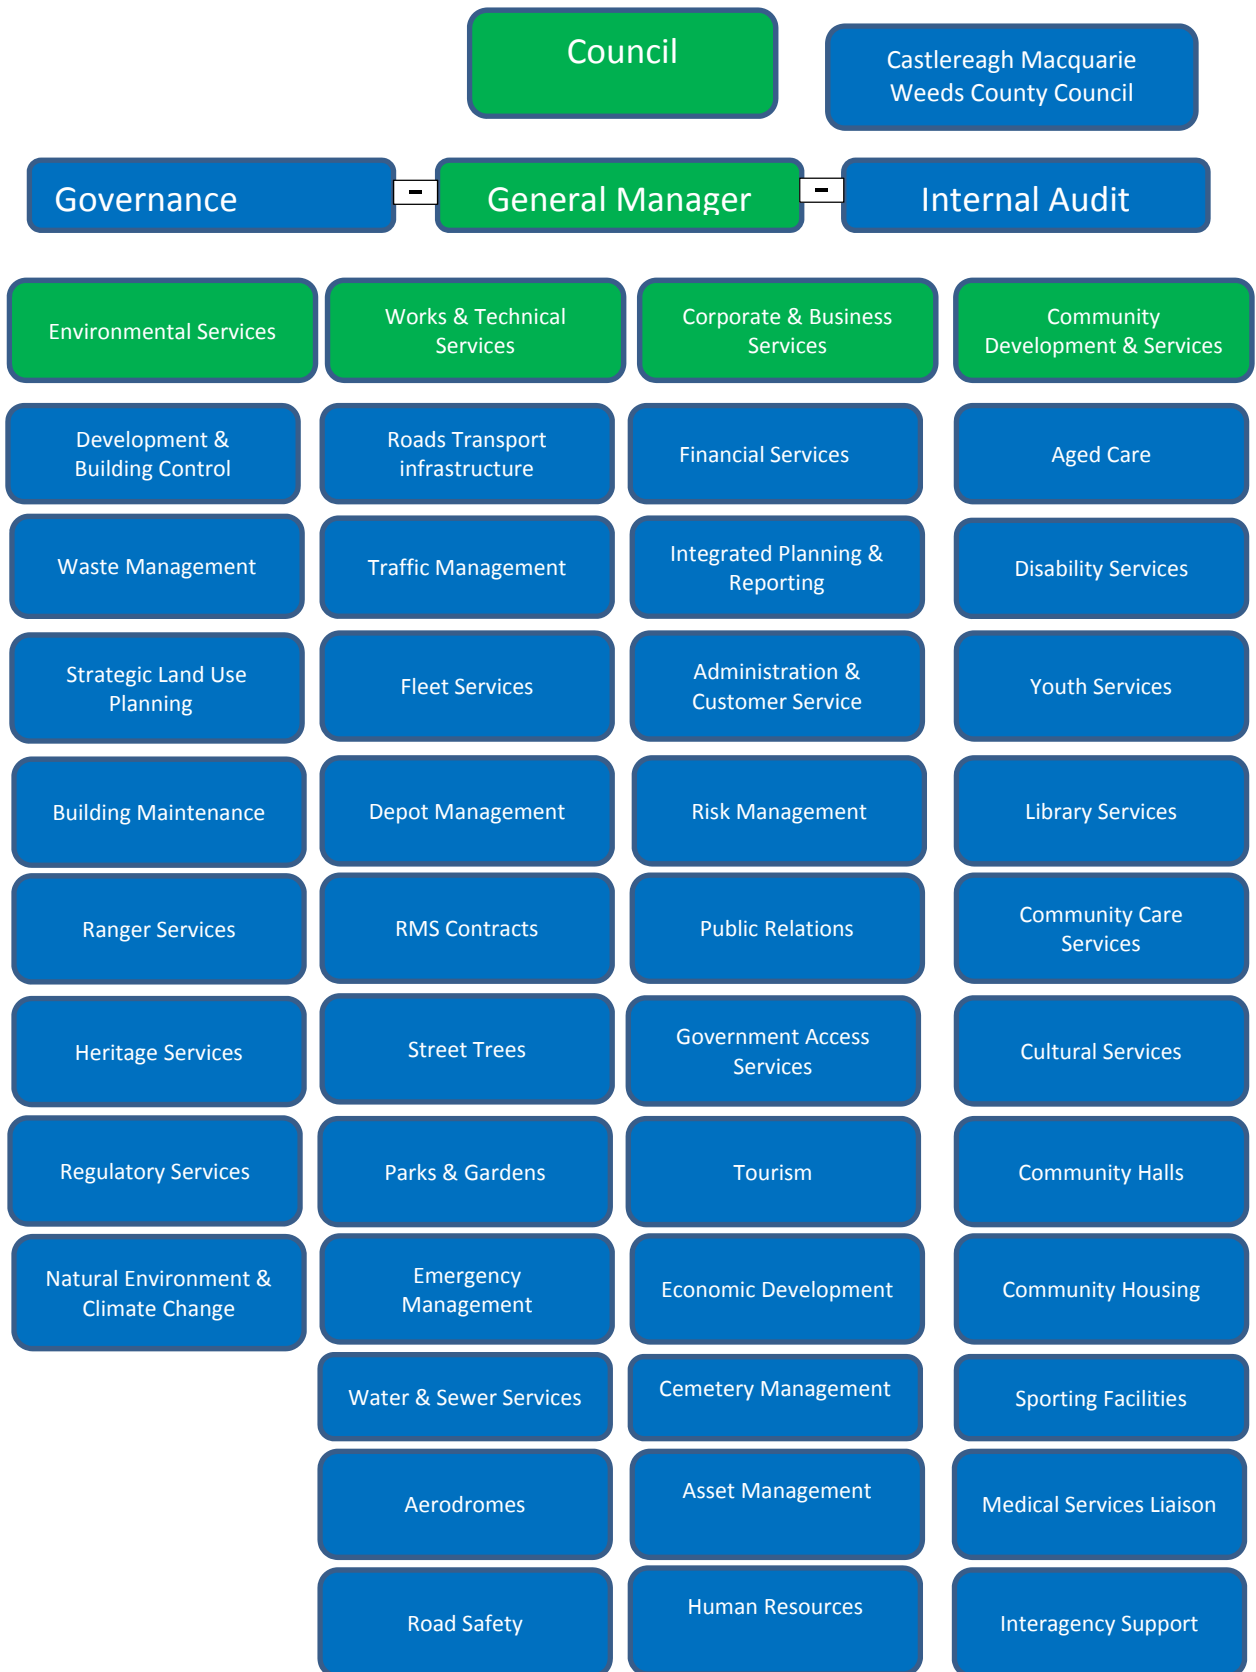 Council
Castlereagh Macquarie
Weeds County Council
Governance
-
General Manager
-
Internal Audit
Environmental Services
Works & Technical
Services
Corporate & Business
Services
Community
Development & Services
Development &
Building Control
Roads Transport
infrastructure
Financial Services
Aged Care
Waste Management
Traffic Management
Integrated Planning &
Reporting
Disability Services
Strategic Land Use
Planning
Fleet Services
Administration &
Customer Service
Youth Services
Building Maintenance
Depot Management
Risk Management
Library Services
Ranger Services
RMS Contracts
Public Relations
Community Care
Services
Heritage Services
Street Trees
Government Access
Services
Cultural Services
Regulatory Services
Parks & Gardens
Tourism
Community Halls
Natural Environment &
Climate Change
Emergency
Management
Economic Development
Community Housing
Water & Sewer Services
Cemetery Management
Sporting Facilities
Aerodromes
Asset Management
Medical Services Liaison
Road Safety
Human Resources
Interagency Support